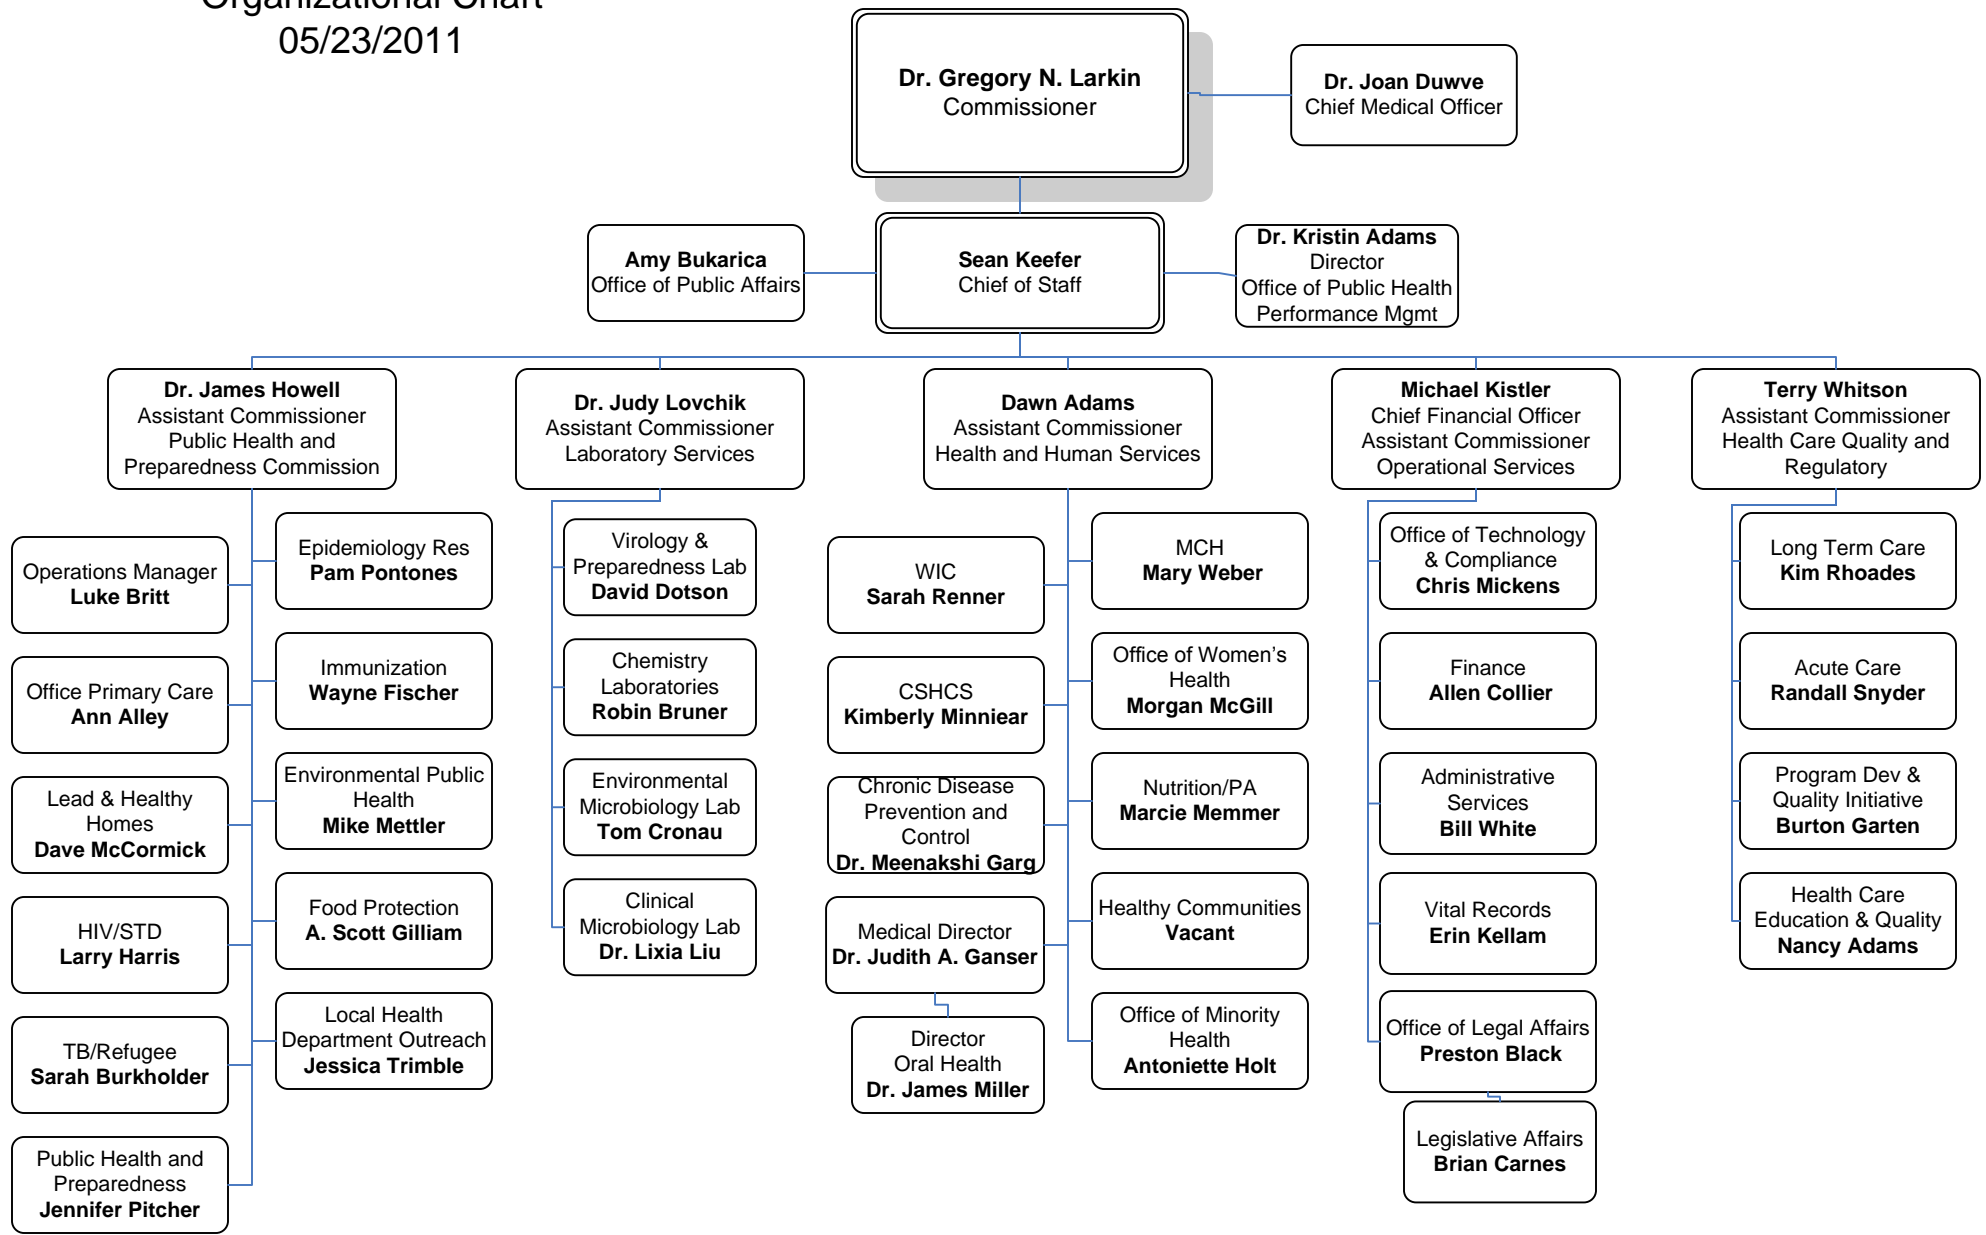 Organizational Chart
05/23/2011
Dr. Gregory N. Larkin
Commissioner
Dr. Joan Duwve
Chief Medical Officer
Amy Bukarica
Office of Public Affairs
Sean Keefer
Chief of Staff
Dr. Kristin Adams
Director
Office of Public Health
Performance Mgmt
Dr. James Howell
Assistant Commissioner
Public Health and
Preparedness Commission
Dr. Judy Lovchik
Assistant Commissioner
Laboratory Services
Dawn Adams
Assistant Commissioner
Health and Human Services
Michael Kistler
Chief Financial Officer
Assistant Commissioner
Operational Services
Terry Whitson
Assistant Commissioner
Health Care Quality and
Regulatory
Operations Manager
Luke Britt
Office Primary Care
Ann Alley
Lead & Healthy
Homes
Dave McCormick
HIV/STD
Larry Harris
TB/Refugee
Sarah Burkholder
Public Health and
Preparedness
Jennifer Pitcher
Epidemiology Res
Pam Pontones
Immunization
Wayne Fischer
Environmental Public
Health
Mike Mettler
Food Protection
A. Scott Gilliam
Local Health
Department Outreach
Jessica Trimble
Virology &
Preparedness Lab
David Dotson
Chemistry
Laboratories
Robin Bruner
Environmental
Microbiology Lab
Tom Cronau
Clinical
Microbiology Lab
Dr. Lixia Liu
WIC
Sarah Renner
CSHCS
Kimberly Minniear
Chronic Disease
Prevention and
Control
Dr. Meenakshi Garg
Medical Director
Dr. Judith A. Ganser
Director
Oral Health
Dr. James Miller
MCH
Mary Weber
Office of Women's
Health
Morgan McGill
Nutrition/PA
Marcie Memmer
Healthy Communities
Vacant
Office of Minority
Health
Antoniette Holt
Office of Technology
& Compliance
Chris Mickens
Finance
Allen Collier
Administrative
Services
Bill White
Vital Records
Erin Kellam
Office of Legal Affairs
Preston Black
Legislative Affairs
Brian Carnes
Long Term Care
Kim Rhoades
Acute Care
Randall Snyder
Program Dev &
Quality Initiative
Burton Garten
Health Care
Education & Quality
Nancy Adams